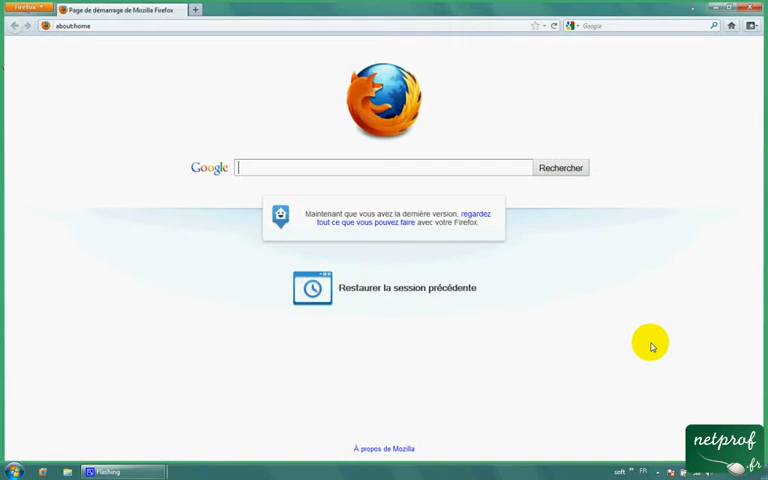 Firefox
Page de démarrage de Mozilla Firefox
about:home
Google
Google
Rechercher
Maintenant que vous avez la dernière version, regardez
tout ce que vous pouvez faire avec votre Firefox.
Restaurer la session précédente
À propos de Mozilla
netprof
.fr
Flashing
soft
FR